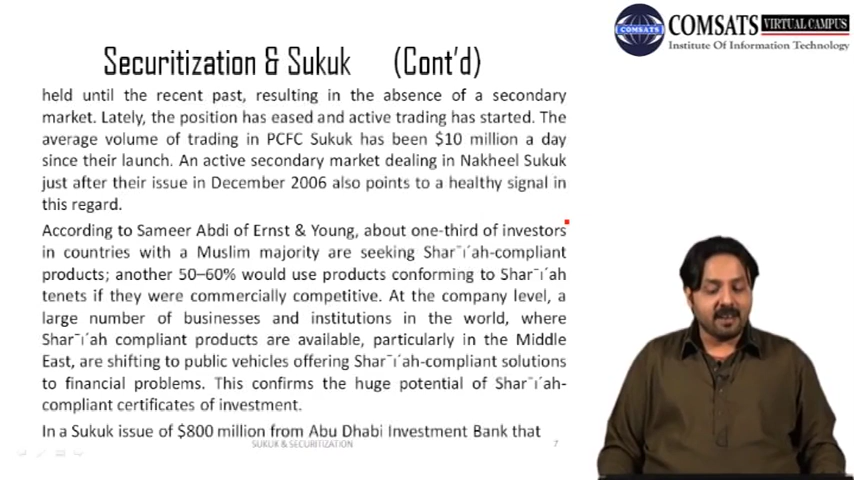 COMSATS VIRTUAL CAMPUS
Institute Of Information Technology
COMSATS
Securitization & Sukuk (Cont'd)
held until the recent past, resulting in the absence of a secondary
market. Lately, the position has eased and active trading has started. The
average volume of trading in PCFC Sukuk has been $10 million a day
since their launch. An active secondary market dealing in Nakheel Sukuk
just after their issue in December 2006 also points to a healthy signal in
this regard.
According to Sameer Abdi of Ernst & Young, about one-third of investors
in countries with a Muslim majority are seeking Shar¯ı´ah-compliant
products; another 50–60% would use products conforming to Shar¯ı´ah
tenets if they were commercially competitive. At the company level, a
large number of businesses and institutions in the world, where
Shar¯ı´ah compliant products are available, particularly in the Middle
East, are shifting to public vehicles offering Shar¯ı´ah-compliant solutions
to financial problems. This confirms the huge potential of Shar¯ı´ah-
compliant certificates of investment.
In a Sukuk issue of $800 million from Abu Dhabi Investment Bank that
SUKUK & SECURITIZATION 7